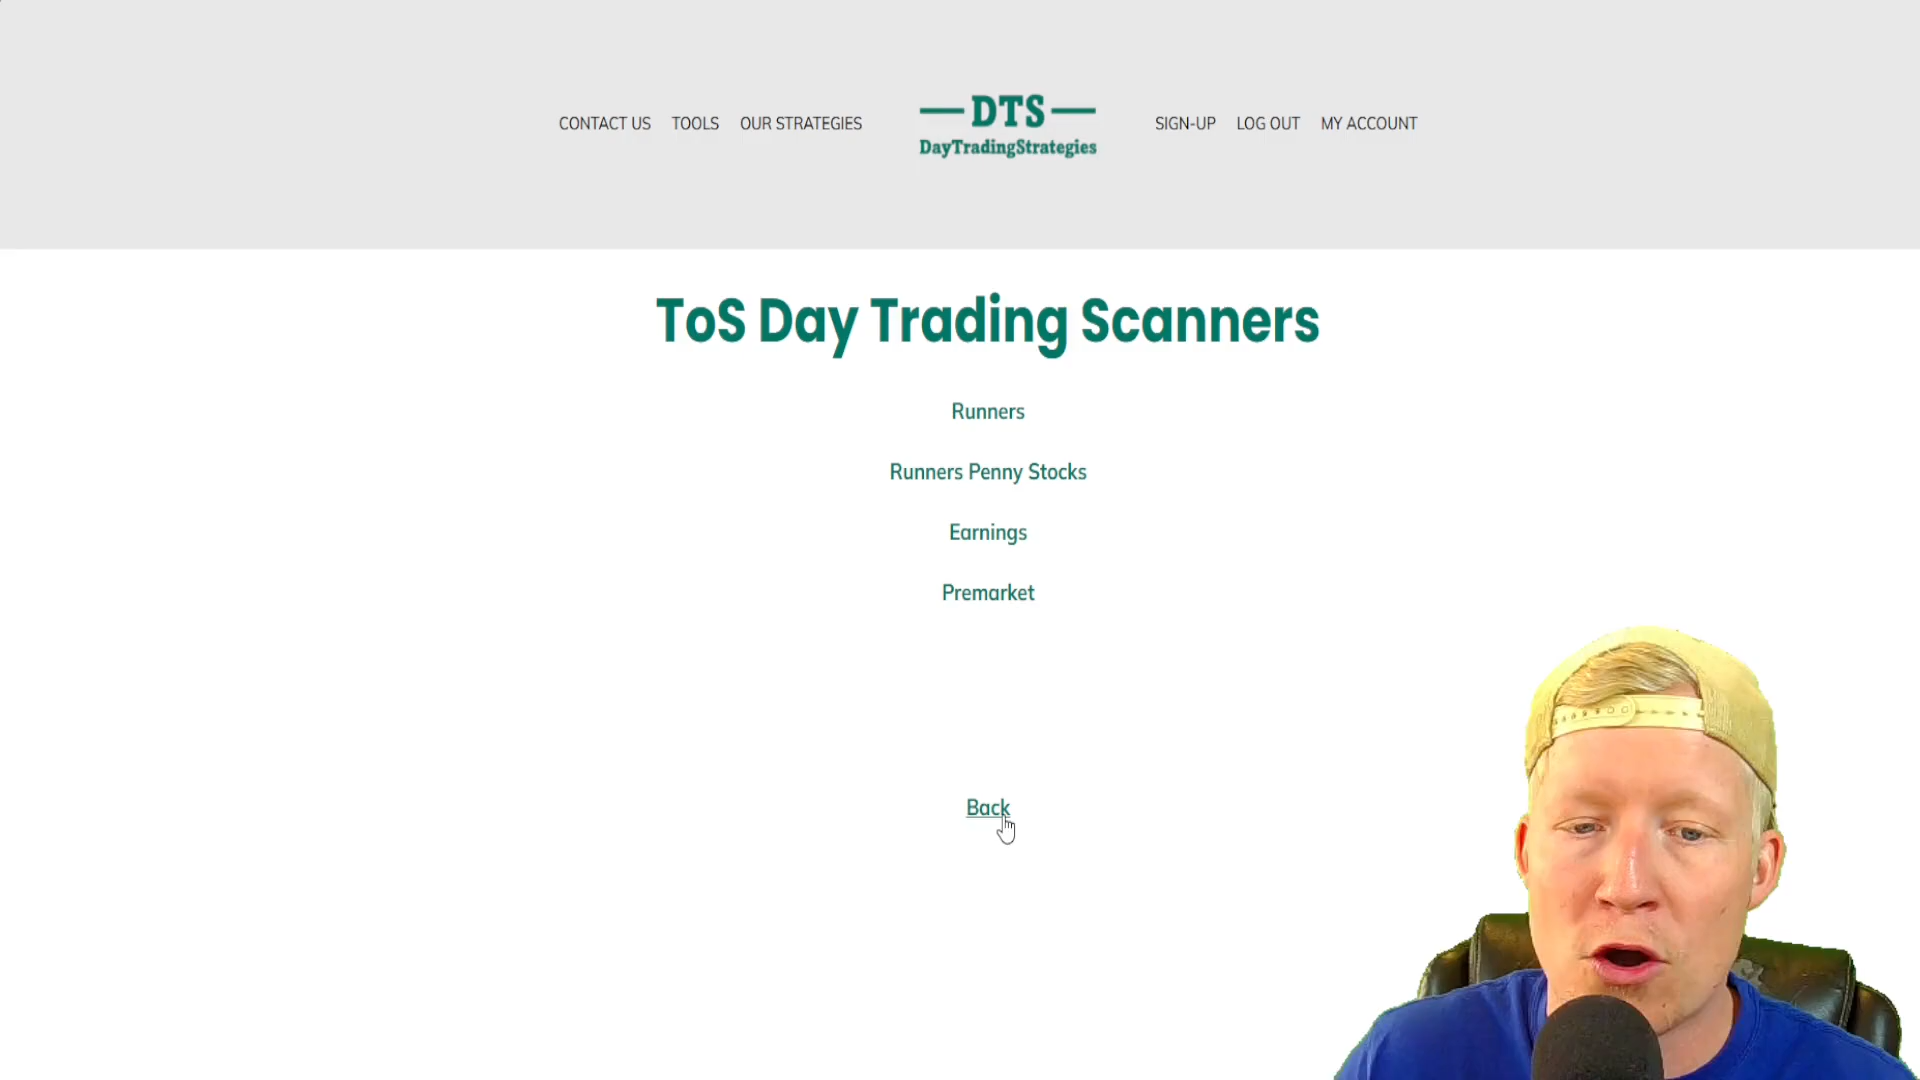 CONTACT US TOOLS OUR STRATEGIES
DTS
DayTradingStrategies
SIGN-UP LOG OUT MY ACCOUNT
ToS Day Trading Scanners
Runners
Runners Penny Stocks
Earnings
Premarket
Back